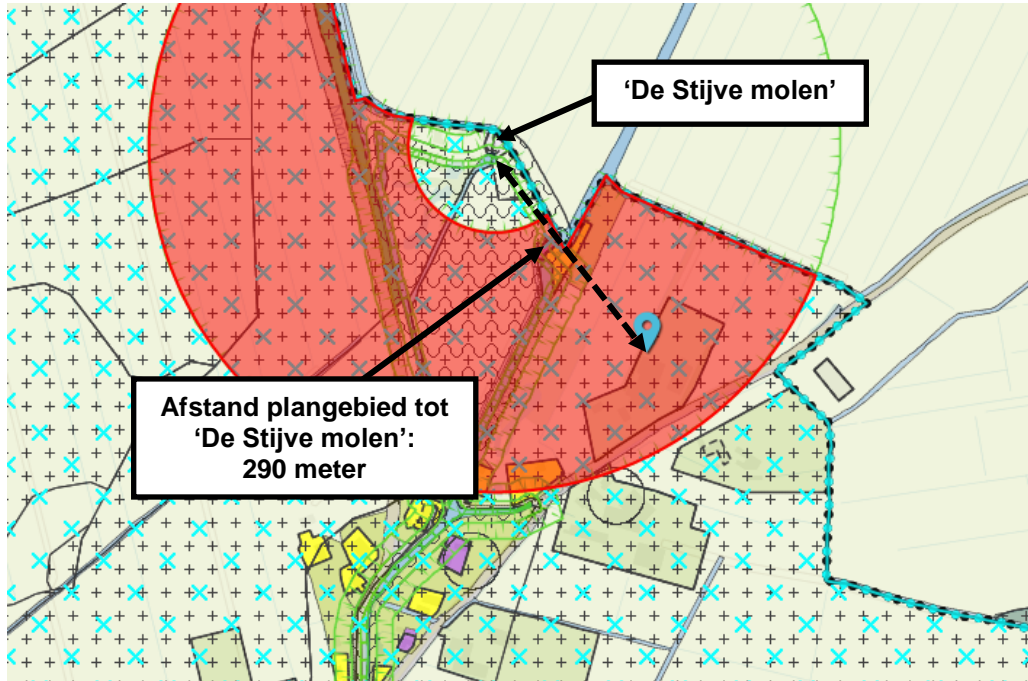 ‘De Stijve molen’
Afstand plangebied tot
‘De Stijve molen’:
290 meter